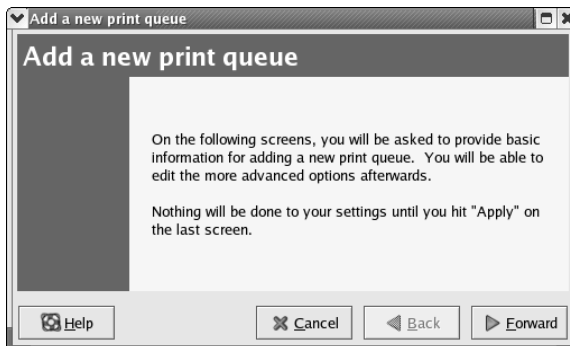 Add a new print queue
Add a new print queue
On the following screens, you will be asked to provide basic
information for adding a new print queue. You will be able to
edit the more advanced options afterwards.
Nothing will be done to your settings until you hit "Apply" on
the last screen.
Help Cancel Back Forward